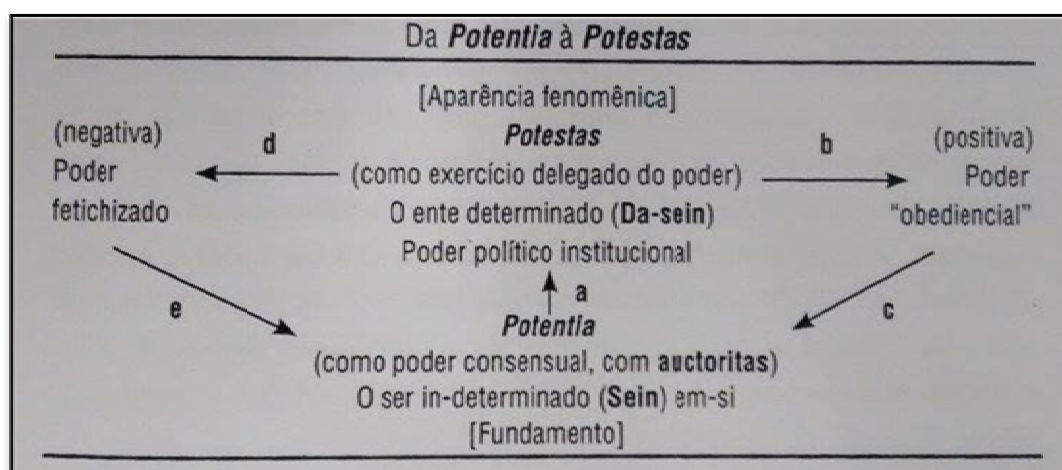 Da Potentia à Potestas
[Aparência fenomênica]
(negativa) d Potestas b (positiva)
Poder (como exercício delegado do poder) Poder
fetichizado O ente determinado (Da-sein) “obediencial”
Poder político institucional
a
e Potentia c
(como poder consensual, com auctoritas)
O ser in-determinado (Sein) em-si
[Fundamento]